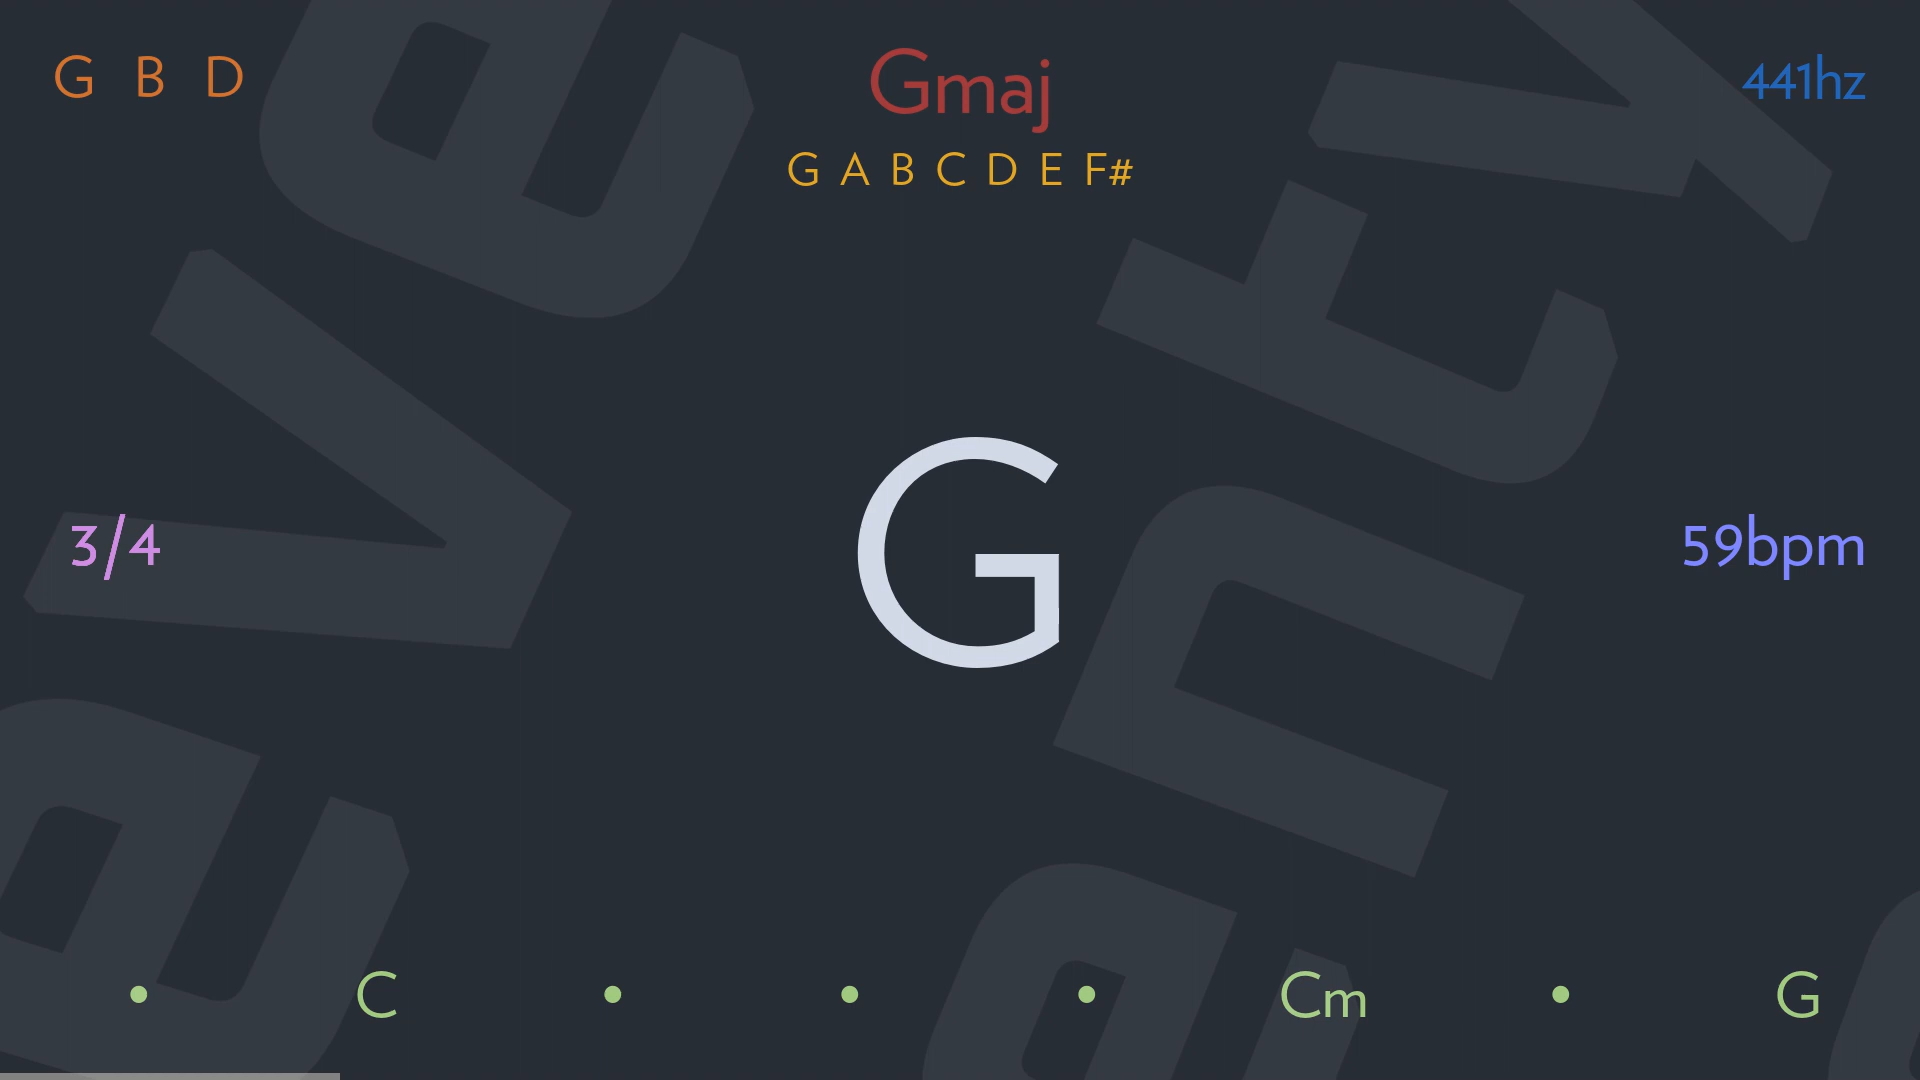 G B D
Gmaj
441hz
G A B C D E F#
3/4
G
59bpm
• C • • • Cm • G